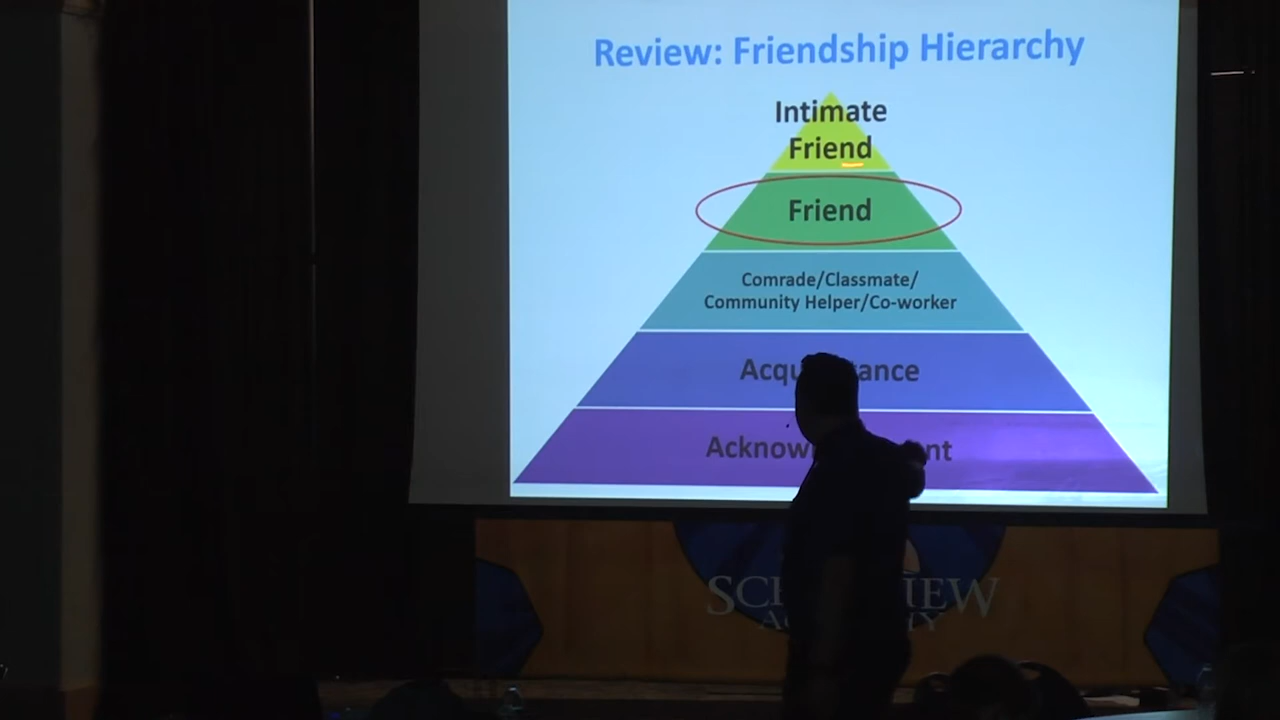 Review: Friendship Hierarchy
Intimate
Friend
Friend
Comrade/Classmate/
Community Helper/Co-worker